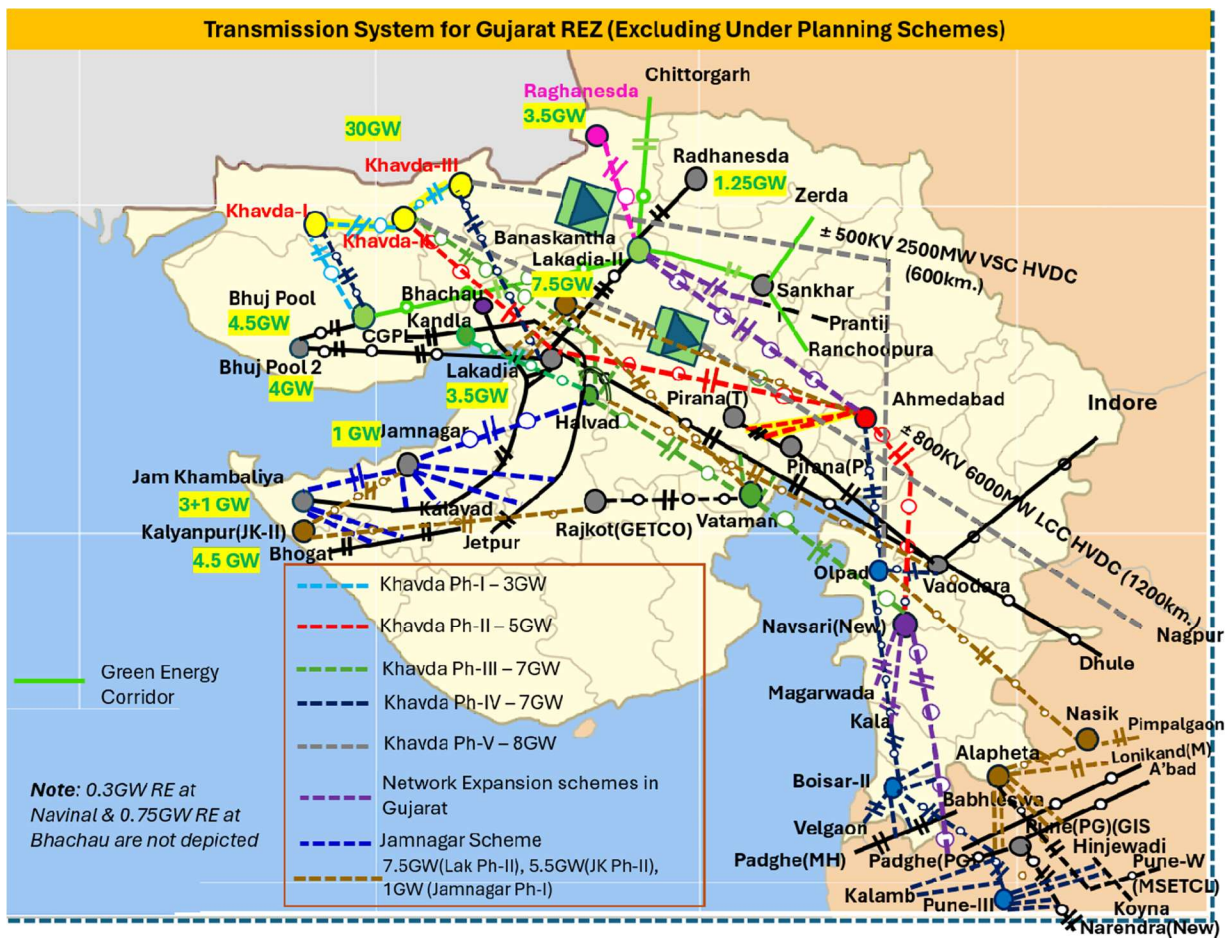 Transmission System for Gujarat REZ (Excluding Under Planning Schemes)
Chittorgarh
Raghanesda
3.5GW
30GW
Khavda-III
Radhanesda
1.25GW
Zerda
Khavda-I
Khavda-II
Banaskantha
± 500KV 2500MW VSC HVDC
(600km.)
Lakadia-II
7.5GW
Sankhar
Bhuj Pool
4.5GW
Bhachau
Kandla
CGPL
Prantij
Ranchoopura
Bhuj Pool 2
4GW
Lakadia
3.5GW
Pirana(T)
Ahmedabad
Indore
Halvad
1 GW
Jamnagar
± 800KV 6000MW LCC HVDC (1200km.)
Pirana(P)
Jam Khambaliya
3+1 GW
Kalavad
Rajkot(GETCO)
Vataman
Kalyanpur(JK-II)
4.5 GW
Bhogat
Jetpur
Olpad
Vadodara
Navsari(New)
Nagpur
Dhule
Khavda Ph-I – 3GW
Khavda Ph-II – 5GW
Khavda Ph-III – 7GW
Khavda Ph-IV – 7GW
Khavda Ph-V – 8GW
Network Expansion schemes in
Gujarat
Jamnagar Scheme
7.5GW(Lak Ph-II), 5.5GW(JK Ph-II),
1GW (Jamnagar Ph-I)
Green Energy
Corridor
Note: 0.3GW RE at
Navinal & 0.75GW RE at
Bhachau are not depicted
Magarwada
Kala
Nasik
Pimpalgaon
Alapheta
Lonikand(M)
A'bad
Boisar-II
Babhleswa
Velgaon
Pune(PG)(GIS
Hinjewadi
Padghe(MH)
Padghe(PG)
Pune-W
(MSETCL)
Kalamb
Pune-III
Koyna
Narendra(New)